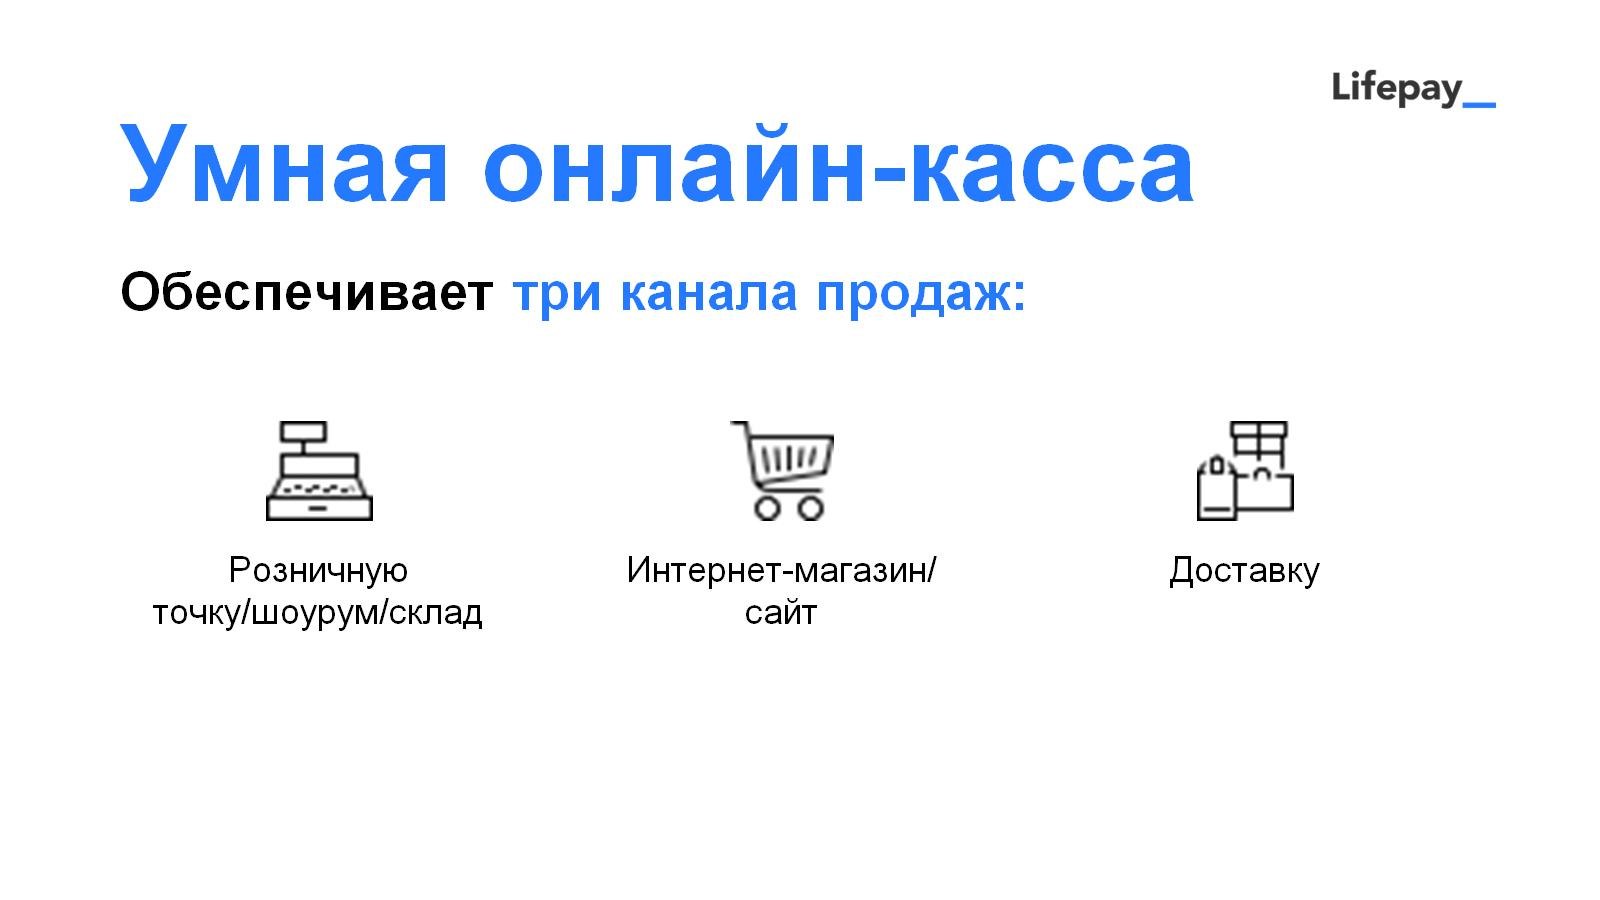 Lifepay_
Умная онлайн-касса
Обеспечивает три канала продаж:
Розничную
точку/шоурум/склад
Интернет-магазин/
сайт
Доставку